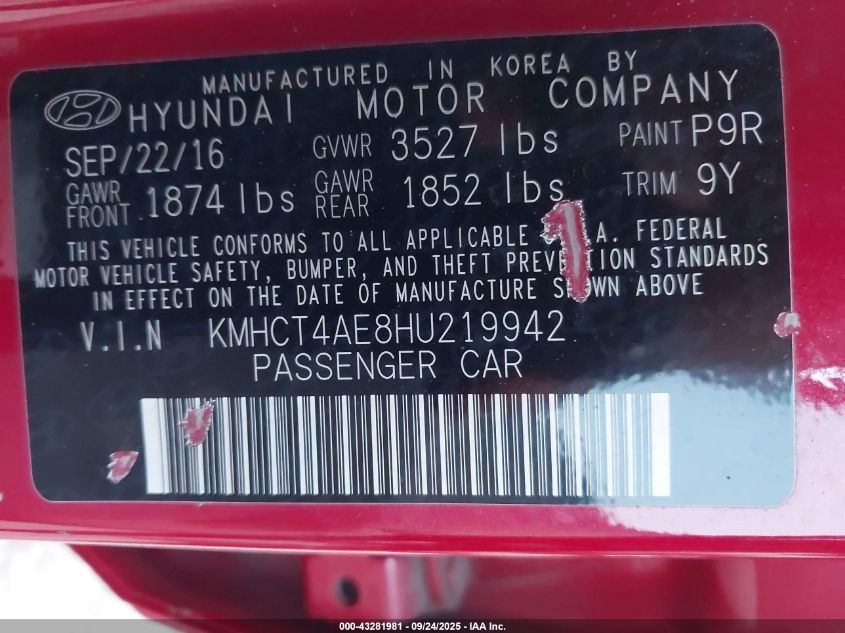 MANUFACTURED IN KOREA BY
HYUNDAI MOTOR COMPANY
SEP/22/16 GVWR 3527 lbs PAINT P9R
GAWR FRONT 1874 lbs GAWR REAR 1852 lbs TRIM 9Y
THIS VEHICLE CONFORMS TO ALL APPLICABLE A. FEDERAL
MOTOR VEHICLE SAFETY, BUMPER, AND THEFT PREVENTION STANDARDS
IN EFFECT ON THE DATE OF MANUFACTURE SHOWN ABOVE
V.I.N KMHCT4AE8HU219942
PASSENGER CAR
000-43281981 - 09/24/2025 - IAA Inc.